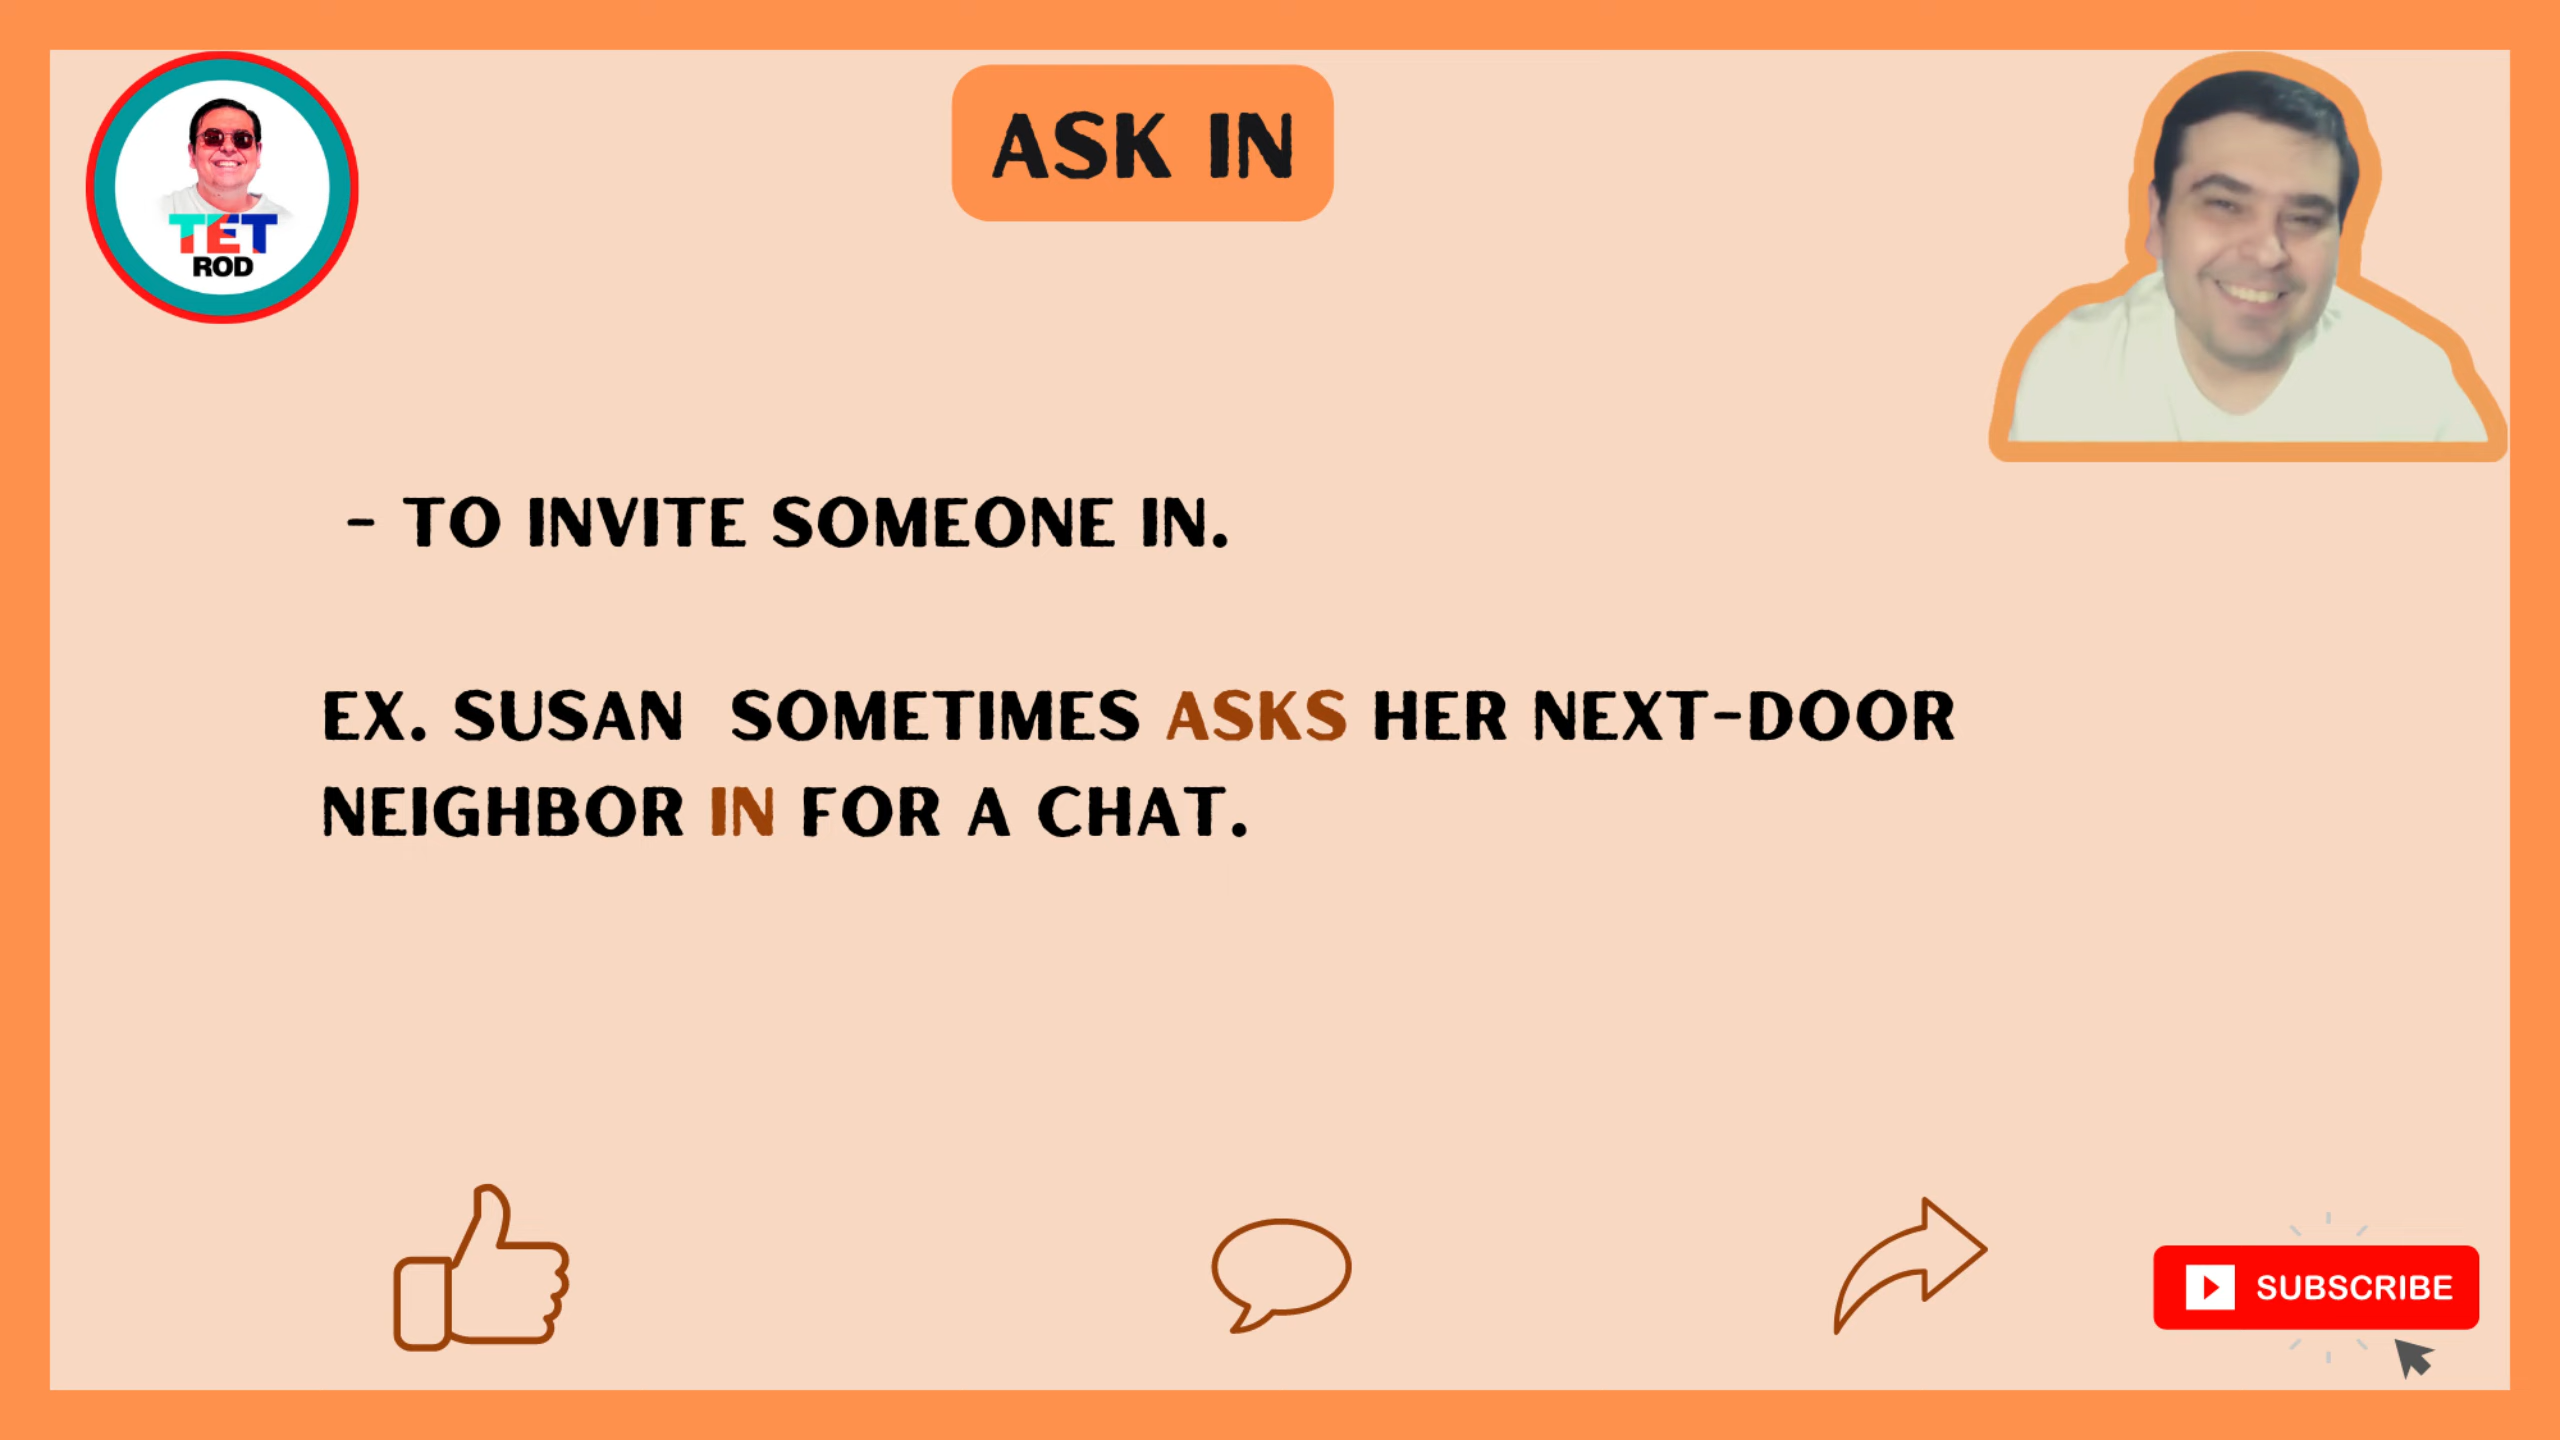 TET
ROD
ASK IN
- TO INVITE SOMEONE IN.
EX. SUSAN SOMETIMES ASKS HER NEXT-DOOR
NEIGHBOR IN FOR A CHAT.
SUBSCRIBE